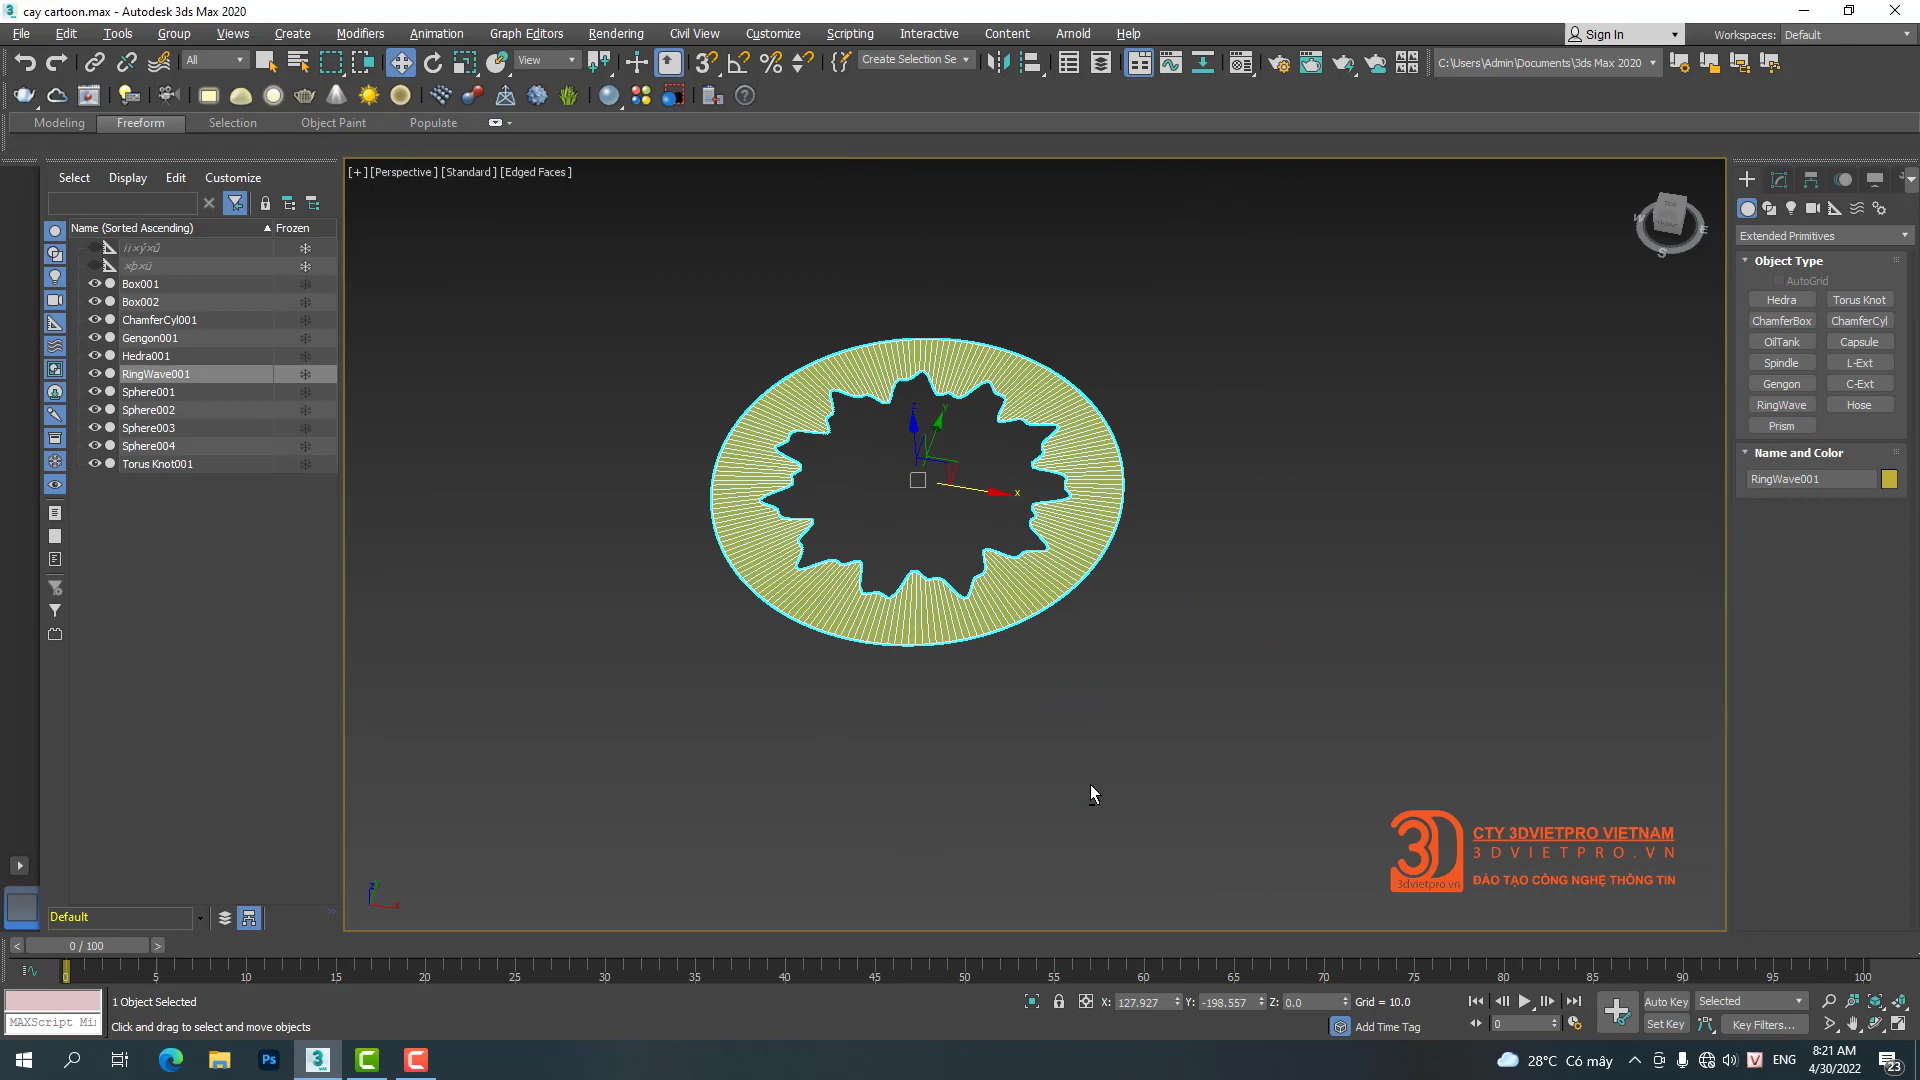 cay cartoon.max - Autodesk 3ds Max 2020
File Edit Tools Group Views Create Modifiers Animation Graph Editors Rendering Civil View Customize Scripting Interactive Content Arnold Help
Sign In
Workspaces: Default
All
View
Create Selection Se
C:\Users\Admin\Documents\3ds Max 2020
Modeling Freeform Selection Object Paint Populate
Select Display Edit Customize
Name (Sorted Ascending) Frozen
Box001
Box002
ChamferCyl001
Gengon001
Hedra001
RingWave001
Sphere001
Sphere002
Sphere003
Sphere004
Torus Knot001
Default
[+] [Perspective] [Standard] [Edged Faces]
z
y
x
TOP
FRONT
W
E
S
CTY 3DVIETPRO VIETNAM
3DVIETPRO.VN
ĐÀO TẠO CÔNG NGHỆ THÔNG TIN
3D
3dvietpro.vn
Extended Primitives
Object Type
AutoGrid
Hedra Torus Knot
ChamferBox ChamferCyl
OilTank Capsule
Spindle L-Ext
Gengon C-Ext
RingWave Hose
Prism
Name and Color
RingWave001
< 0 / 100 >
0 5 10 15 20 25 30 35 40 45 50 55 60 65 70 75 80 85 90 95 100
1 Object Selected
MAXScript Mi
Click and drag to select and move objects
X: 127.927 Y: -198.557 Z: 0.0 Grid = 10.0
Add Time Tag
0
Auto Key Selected
Set Key Key Filters...
28°C Có mây
ENG
8:21 AM
4/30/2022
23